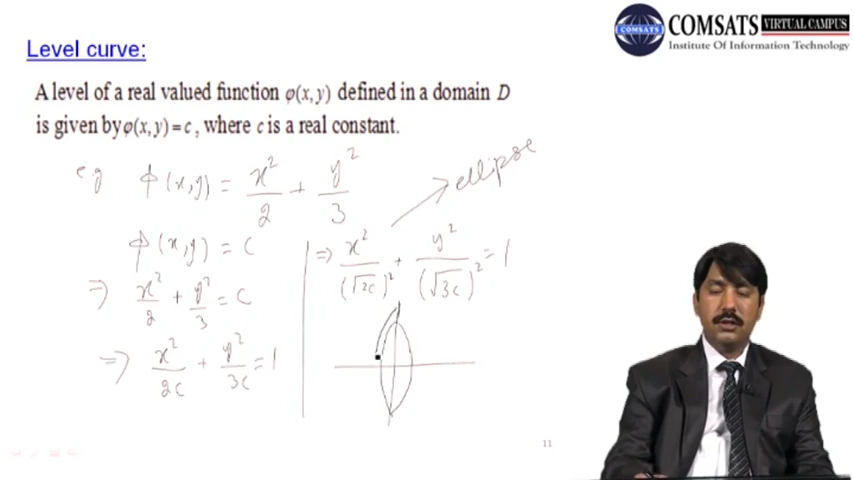 COMSATS VIRTUAL CAMPUS
Institute Of Information Technology
Level curve:
A level of a real valued function φ(x, y) defined in a domain D
is given by φ(x, y) = c , where c is a real constant.
e.g ϕ(x,y) = x²/2 + y²/3
ϕ(x,y) = c
⇒ x²/2 + y²/3 = c
⇒ x²/2c + y²/3c = 1
⇒ x²/(√2c)² + y²/(√3c)² = 1
ellipse
11